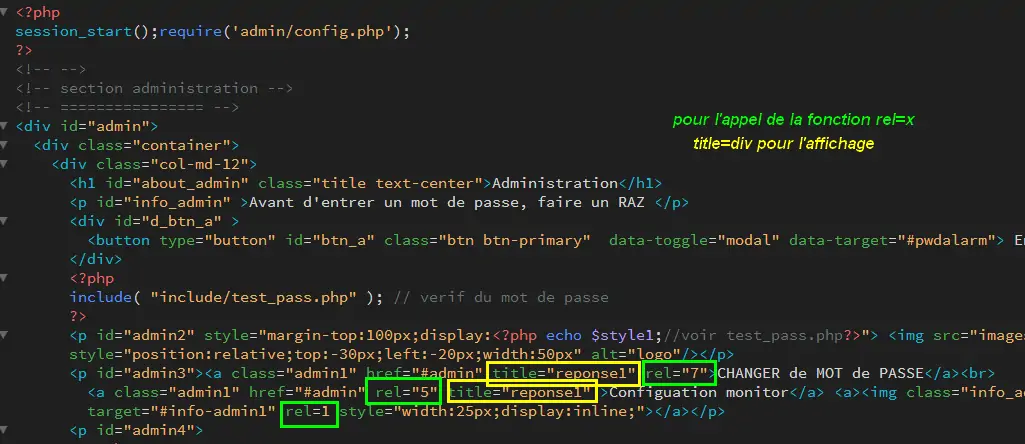 <?php
session_start();require('admin/config.php');
?>
<!-- -->
<!-- section administration -->
<!-- ================ -->
<div id="admin">
pour l'appel de la fonction rel=x
<div class="container">
title=div pour l'affichage
<div class="col-md-12">
<h1 id="about_admin" class="title text-center">Administration</h1>
<p id="info_admin" >Avant d'entrer un mot de passe, faire un RAZ </p>
<div id="d_btn_a" >
<button type="button" id="btn_a" class="btn btn-primary"  data-toggle="modal" data-target="#pwdalarm"> En
</div>
<?php
include( "include/test_pass.php" ); // verif du mot de passe
?>
<p id="admin2" style="margin-top:100px;display:<?php echo $style1;//voir test_pass.php?>"> <img src="images
style="position:relative;top:-30px;left:-20px;width:50px" alt="logo"/></p>
<p id="admin3"><a class="admin1" href="#admin" title="reponse1" rel="7">CHANGER de MOT de PASSE</a><br>
<a class="admin1" href="#admin" rel="5" title="reponse1" >Configuation monitor</a> <a><img class="info_a
target="#info-admin1" rel=1 style="width:25px;display:inline;"></a></p>
<p id="admin4">